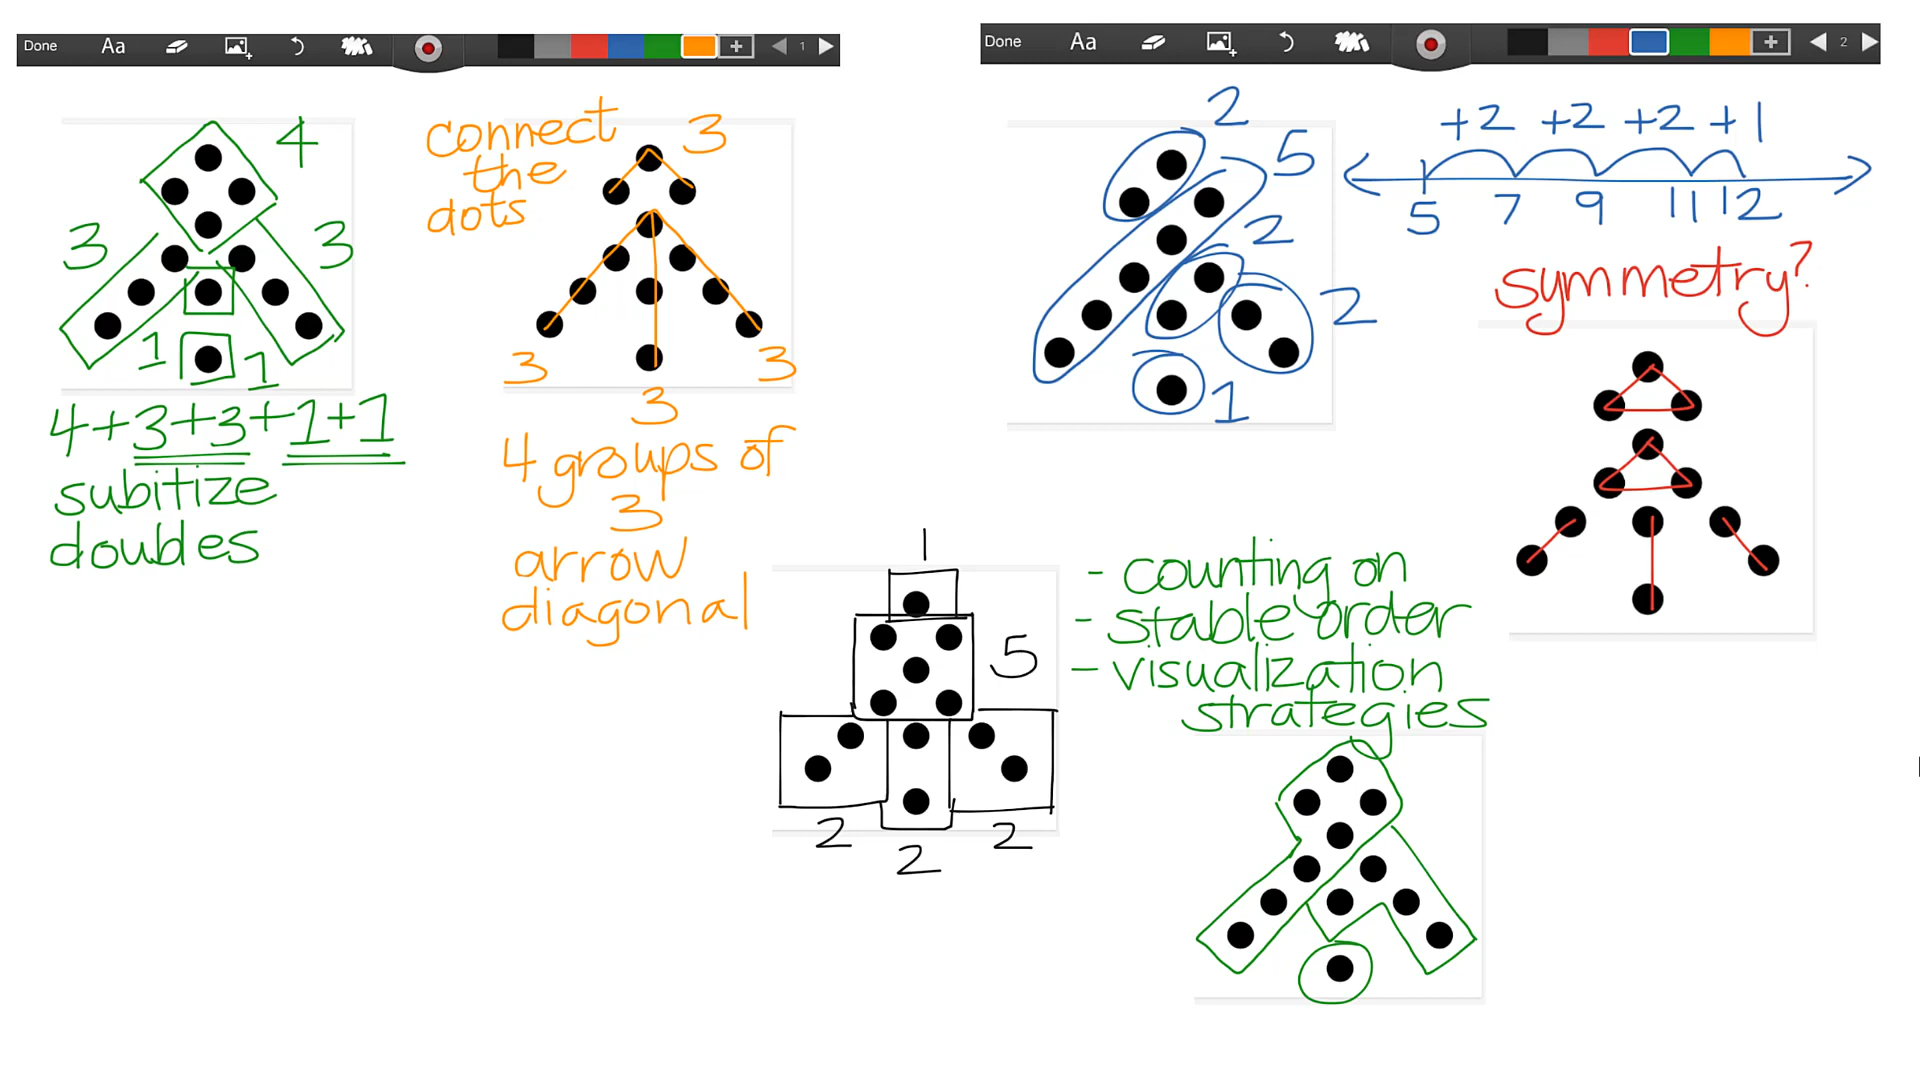 Done Aa 1
Done Aa 2
4
3 3
1 1
4+3+3+1+1
subitize
doubles
connect
the
dots
3
3 3
3
4 groups of
3
arrow
diagonal
2
5
2
2
1
+2 +2 +2 +1
5 7 9 11 12
symmetry?
1
5
2 2
2
- counting on
- stable order
- visualization
strategies